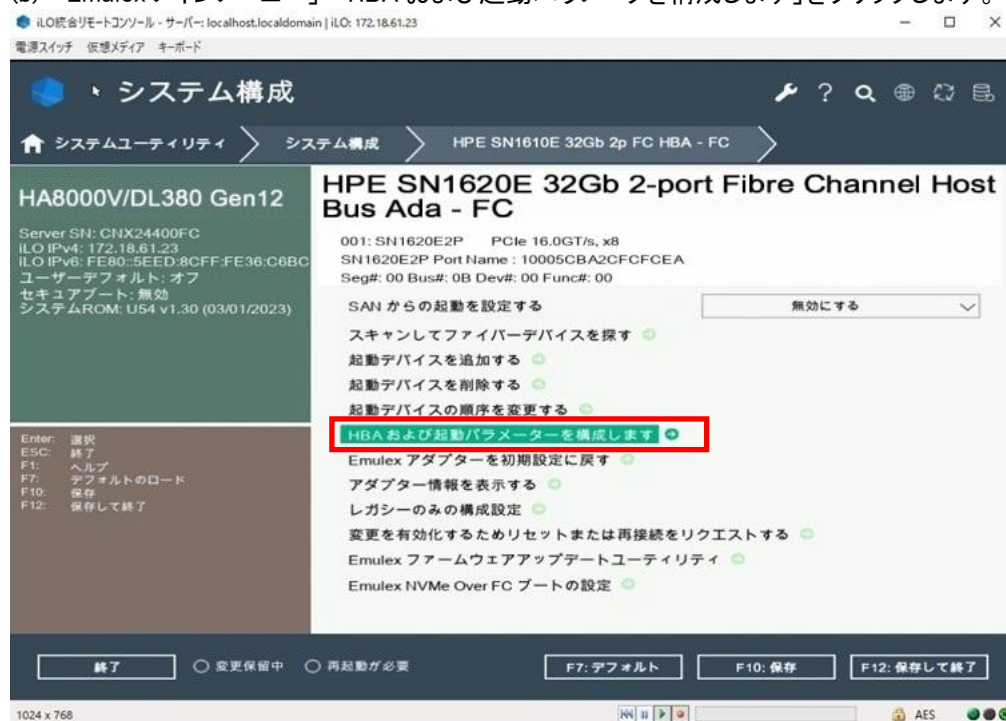 iLO統合リモートコンソール - サーバー: localhost.localdomain | iLO: 172.18.61.23
電源スイッチ 仮想メディア キーボード
システム構成
システムユーティリティ
システム構成
HPE SN1610E 32Gb 2p FC HBA - FC
HA8000V/DL380 Gen12
Server SN: CNX24400FC
iLO IPv4: 172.18.61.23
iLO IPv6: FE80::5EED:8CFF:FE36:C6BC
ユーザーデフォルト: オフ
セキュアブート: 無効
システムROM: U54 v1.30 (03/01/2023)
Enter: 選択
ESC: 終了
F1: ヘルプ
F7: デフォルトのロード
F10: 保存
F12: 保存して終了
HPE SN1620E 32Gb 2-port Fibre Channel Host
Bus Ada - FC
001: SN1620E2P PCIe 16.0GT/s, x8
SN1620E2P Port Name : 10005CBA2CFCFCEA
Seg#: 00 Bus#: 0B Dev#: 00 Func#: 00
SAN からの起動を設定する
無効にする
スキャンしてファイバーデバイスを探す
起動デバイスを追加する
起動デバイスを削除する
起動デバイスの順序を変更する
HBA および起動パラメーターを構成します
Emulex アダプターを初期設定に戻す
アダプター情報を表示する
レガシーのみの構成設定
変更を有効化するためリセットまたは再接続をリクエストする
Emulex ファームウェアアップデートユーティリティ
Emulex NVMe Over FC ブートの設定
終了
変更保留中
再起動が必要
F7: デフォルト
F10: 保存
F12: 保存して終了
1024 x 768
AES